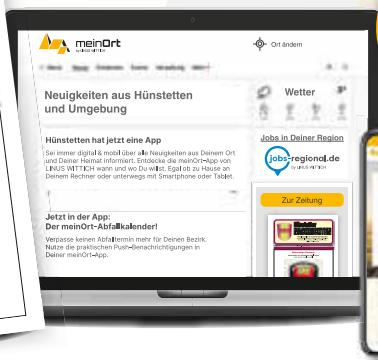 meinOrt
by LINUS WITTICH
Ort ändern
Neuigkeiten aus Hünstetten
und Umgebung
Wetter
Hünstetten hat jetzt eine App
Sei immer digital & mobil über alle Neuigkeiten aus Deinem Ort
und Deiner Heimat informiert. Entdecke die meinOrt-App von
LINUS WITTICH wann und wo Du willst. Egal ob zu Hause an
Deinem Rechner oder unterwegs mit Smartphone oder Tablet.
Jobs in Deiner Region
jobs-regional.de
by LINUS WITTICH
Zur Zeitung
Jetzt in der App:
Der meinOrt-Abfallkalender!
Verpasse keinen Abfalltermin mehr für Deinen Bezirk.
Nutze die praktischen Push-Benachrichtigungen in
Deiner meinOrt-App.